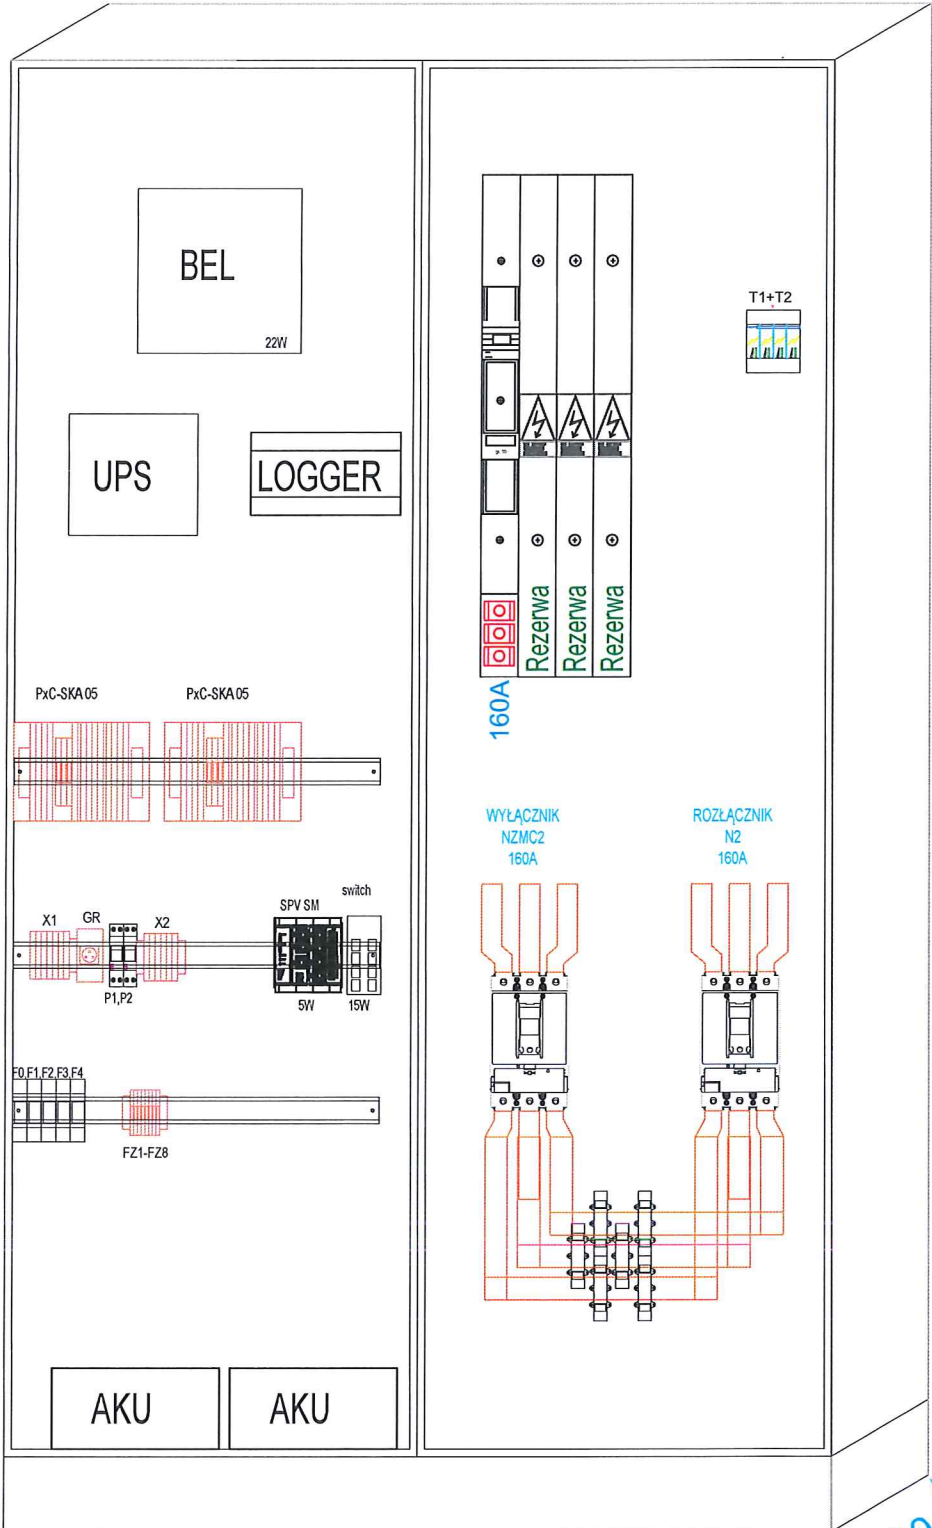 BEL
22W
T1+T2
UPS
LOGGER
Rezerwa
Rezerwa
Rezerwa
160A
PxC-SKA 05
PxC-SKA 05
WYŁĄCZNIK
NZMC2
160A
ROZŁĄCZNIK
N2
160A
X1
GR
X2
SPV SM
switch
P1,P2
5W
15W
F0,F1,F2,F3,F4
FZ1-FZ8
AKU
AKU